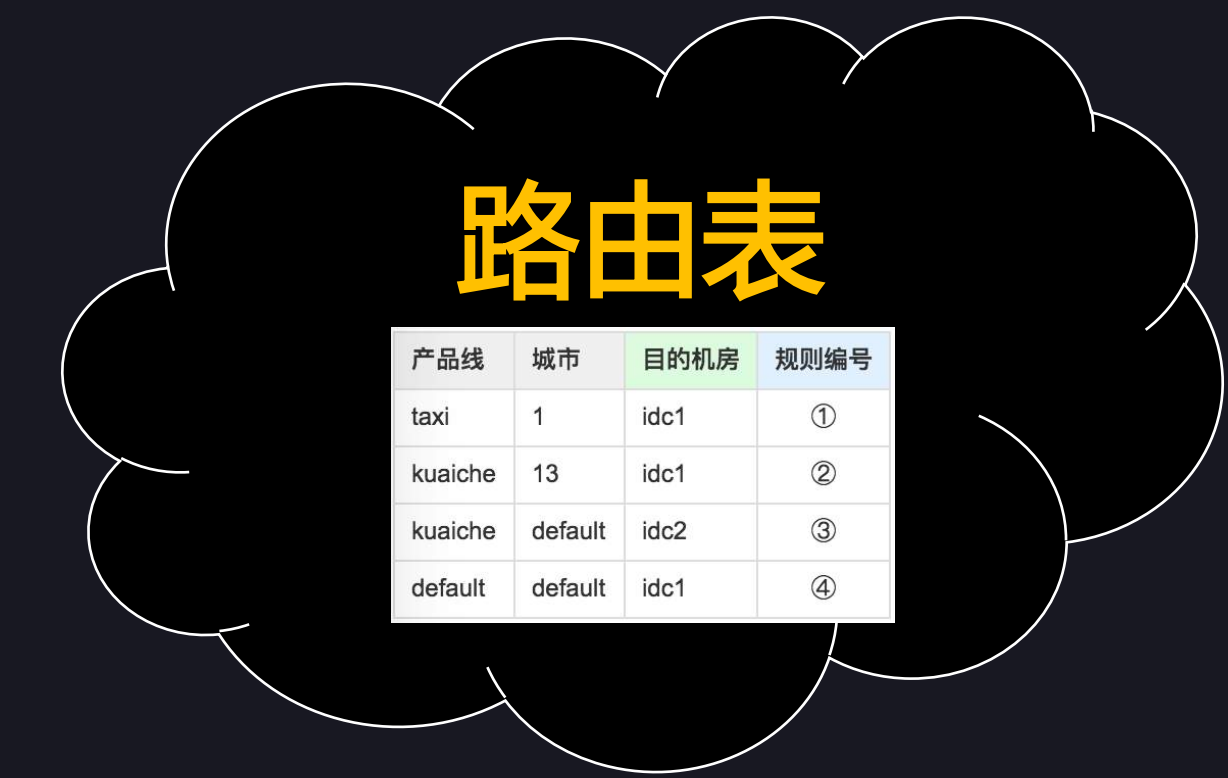 路由表
产品线 城市 目的机房 规则编号
taxi 1 idc1 ①
kuaiche 13 idc1 ②
kuaiche default idc2 ③
default default idc1 ④